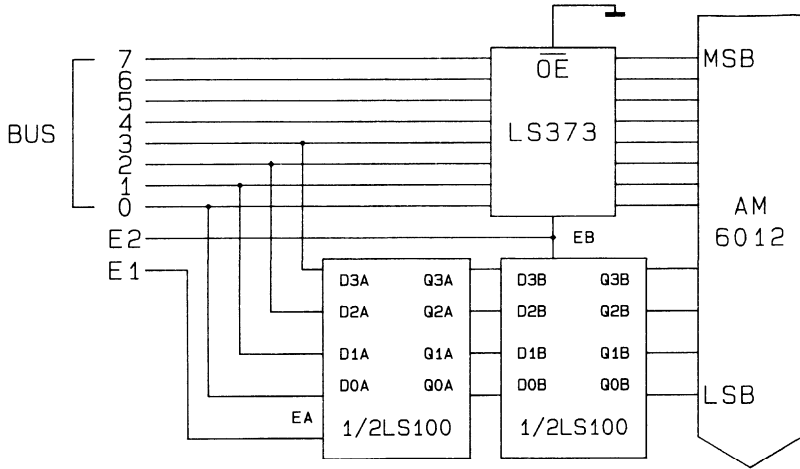 BUS
7
6
5
4
3
2
1
0
E2
E1
OE
LS373
EB
MSB
AM
6012
LSB
D3A Q3A
D2A Q2A
D1A Q1A
D0A Q0A
EA
1/2LS100
D3B Q3B
D2B Q2B
D1B Q1B
D0B Q0B
1/2LS100